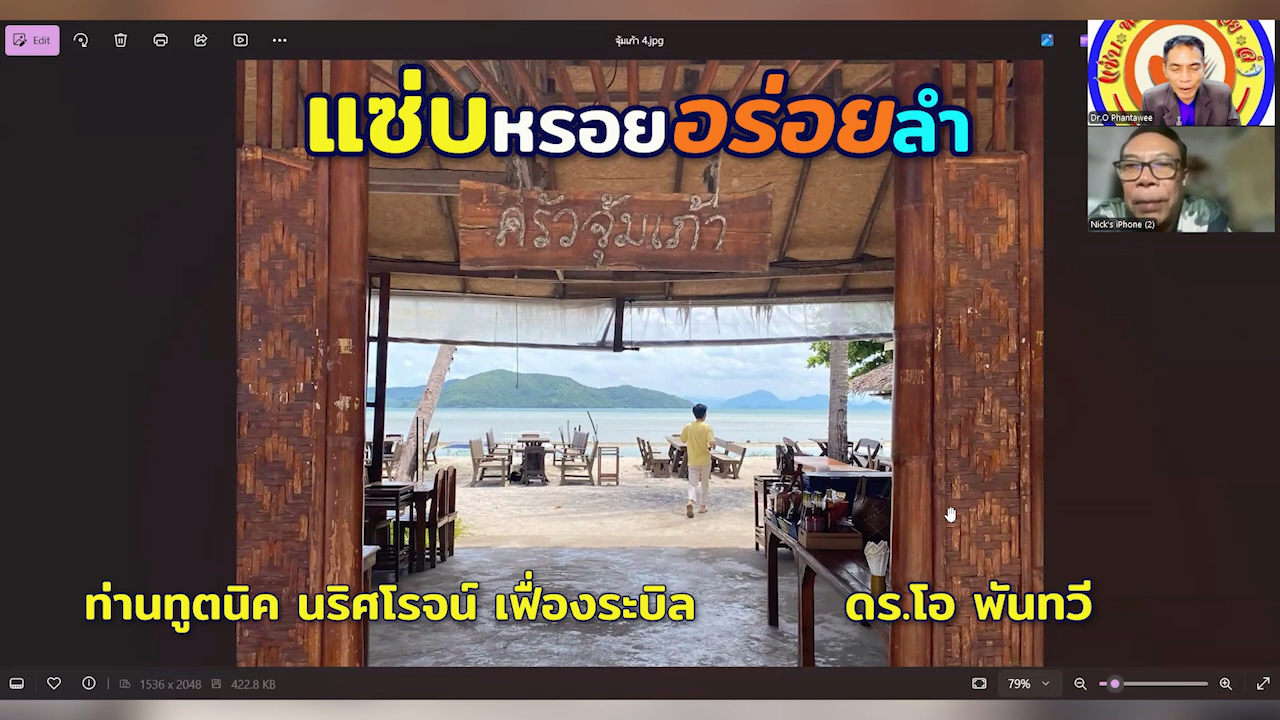 Edit
จุ้มเก้า 4.jpg
แซ่บหรอยอร่อยลำ
Dr.O Phantawee
Nick's iPhone (2)
ครัวจุ้มเก้า
ท่านทูตนิค นริศโรจน์ เฟื่องระบิล
ดร.โอ พันทวี
1536 x 2048
422.8 KB
79%